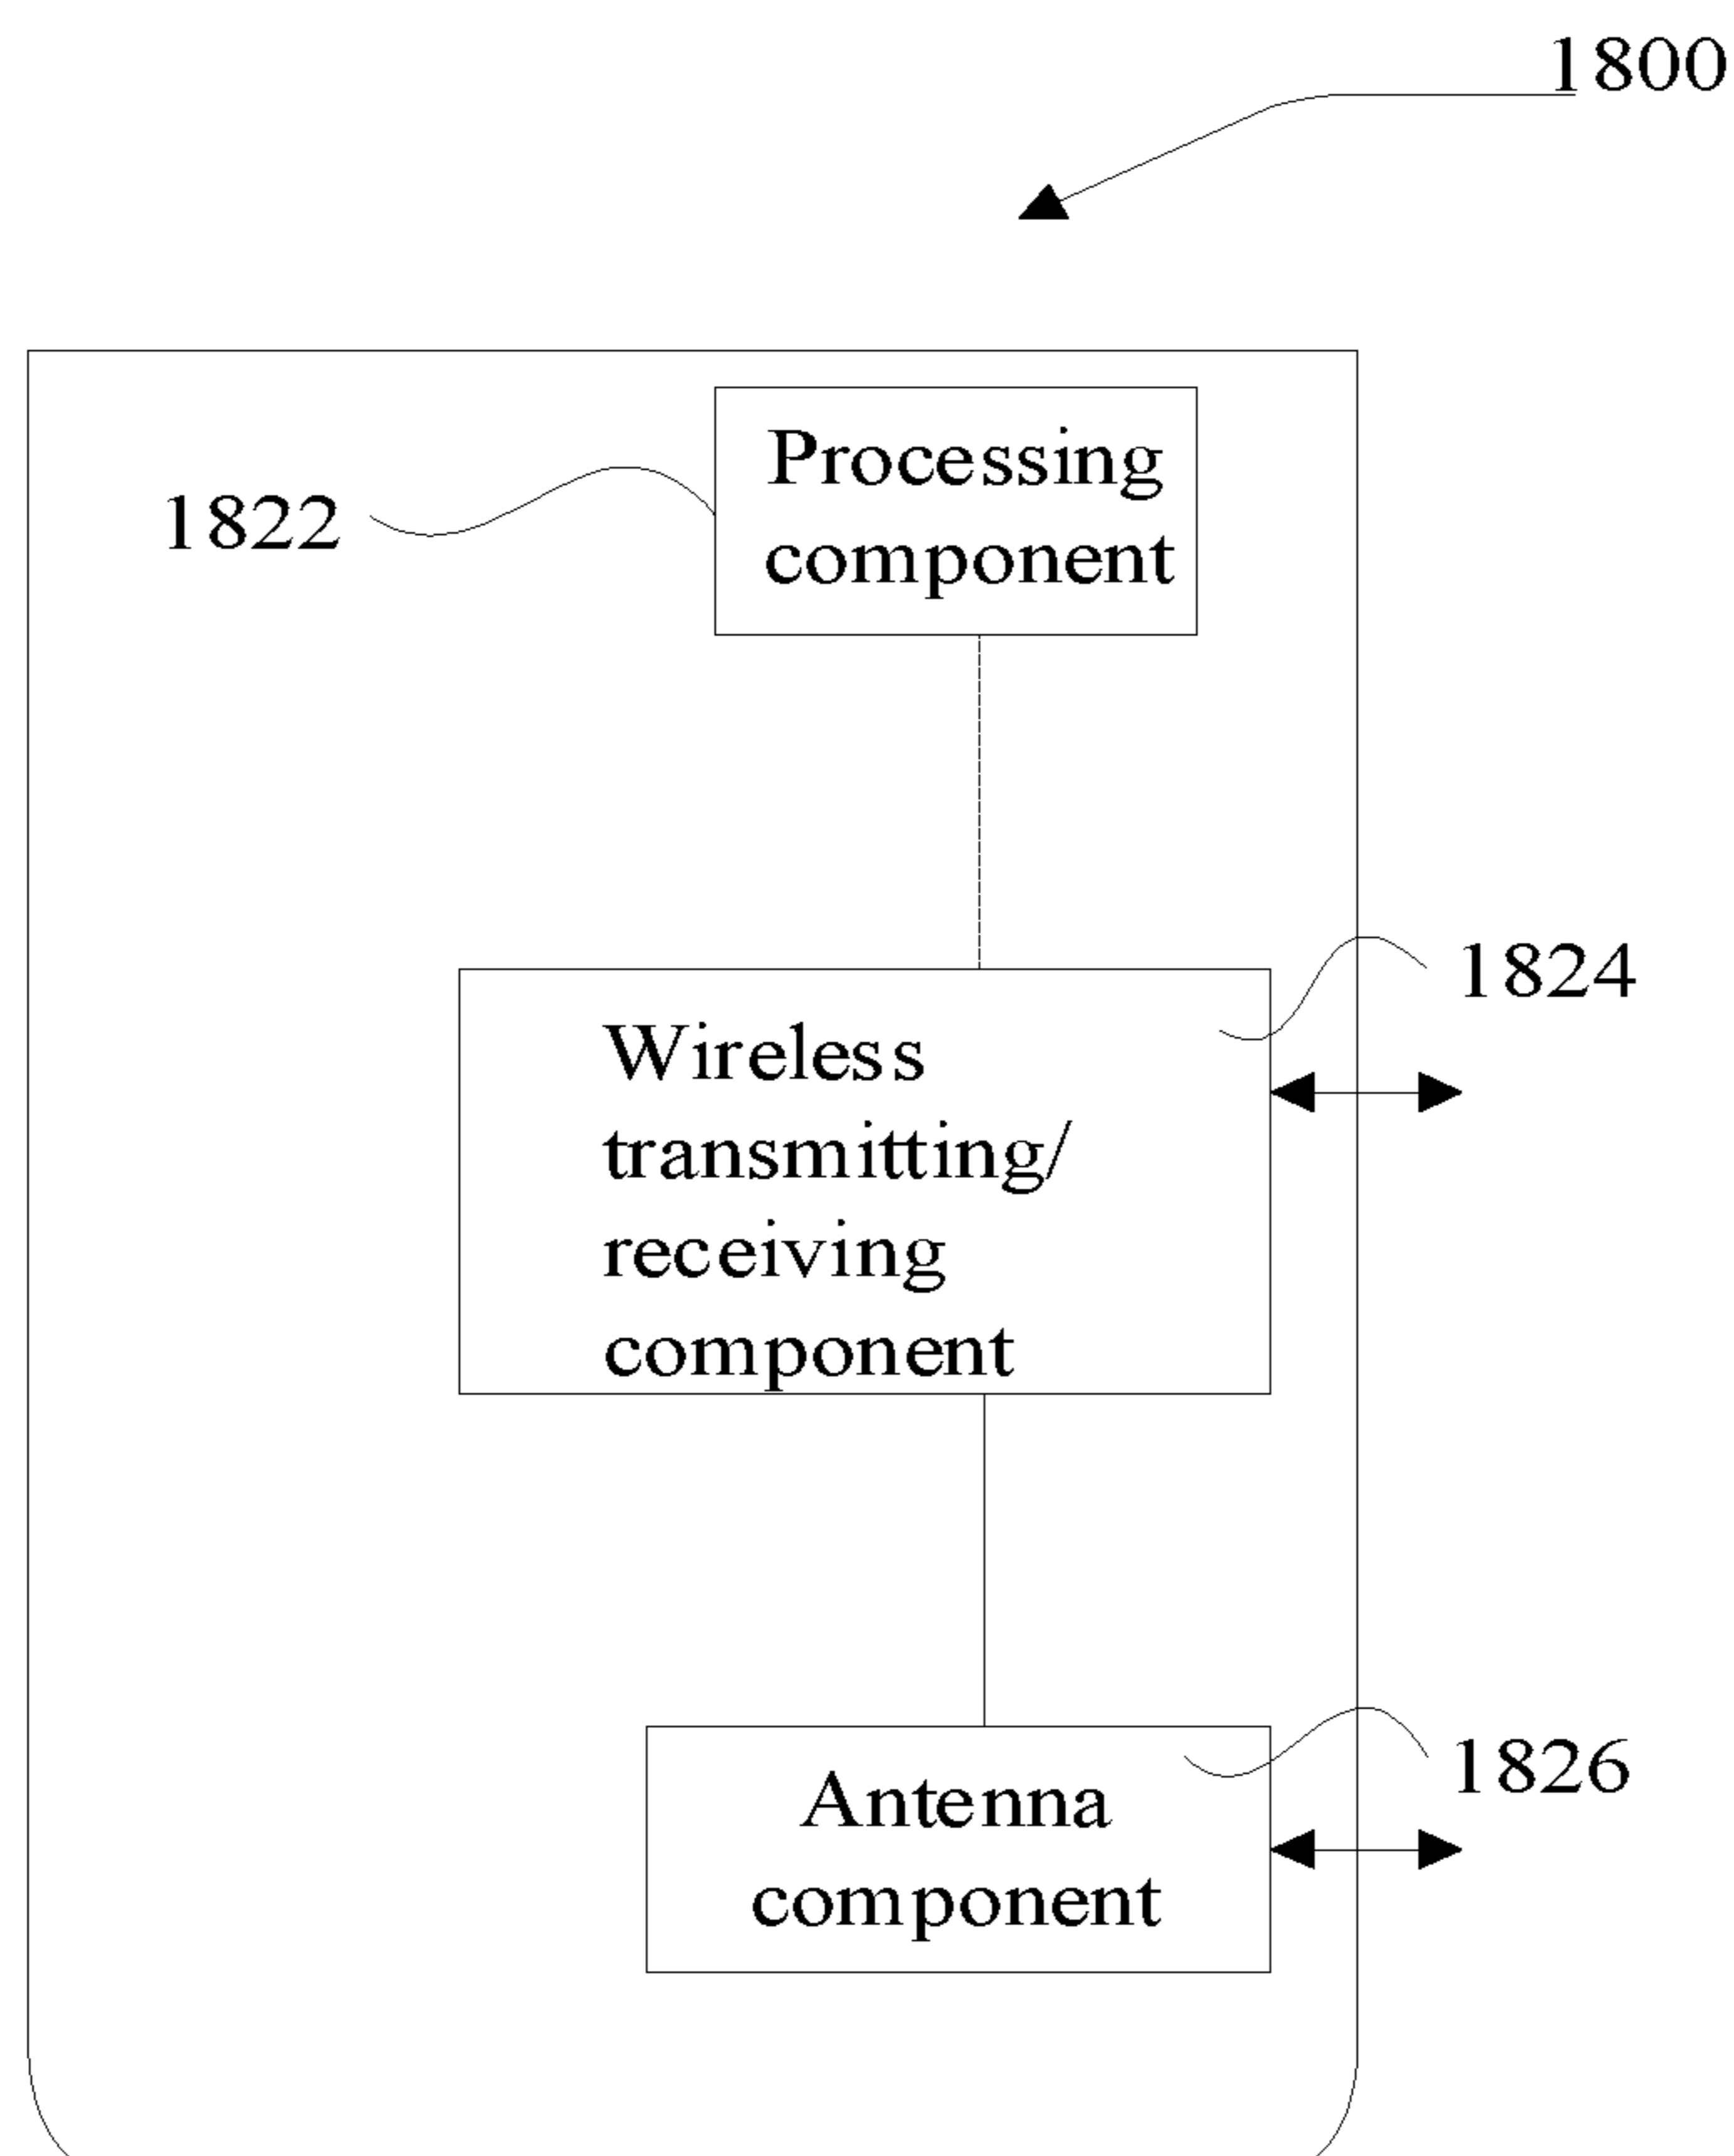 1800
Processing
component
1822
1824
Wireless
transmitting/
receiving
component
1826
Antenna
component